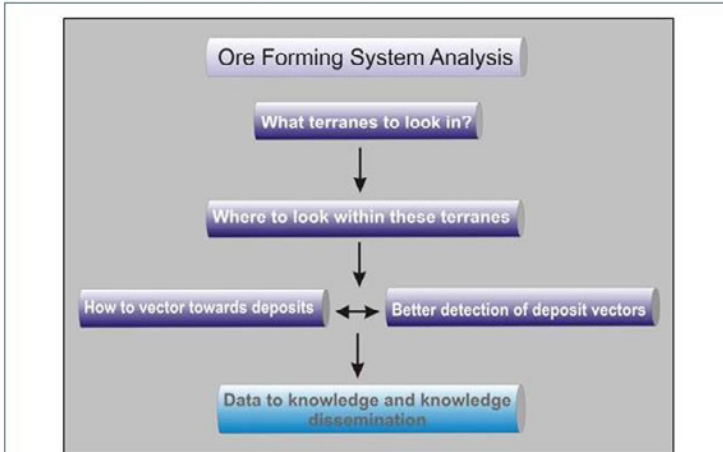 Ore Forming System Analysis
What terranes to look in?
Where to look within these terranes
How to vector towards deposits
Better detection of deposit vectors
Data to knowledge and knowledge
dissemination